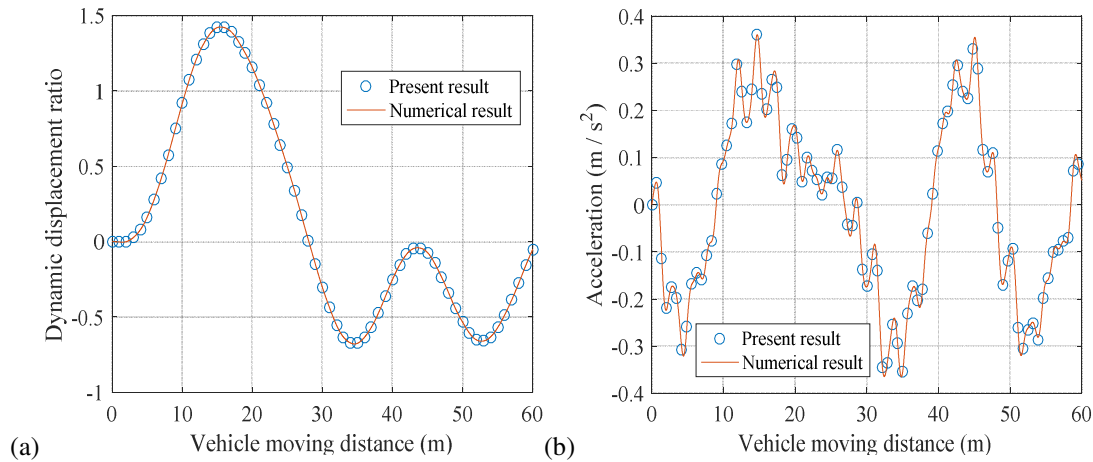 1.5
1
0.5
0
-0.5
-1
Dynamic displacement ratio
Present result
Numerical result
0 10 20 30 40 50 60
Vehicle moving distance (m)
(a)
0.4
0.3
0.2
0.1
0
-0.1
-0.2
-0.3
-0.4
Acceleration (m / s²)
Present result
Numerical result
0 10 20 30 40 50 60
Vehicle moving distance (m)
(b)